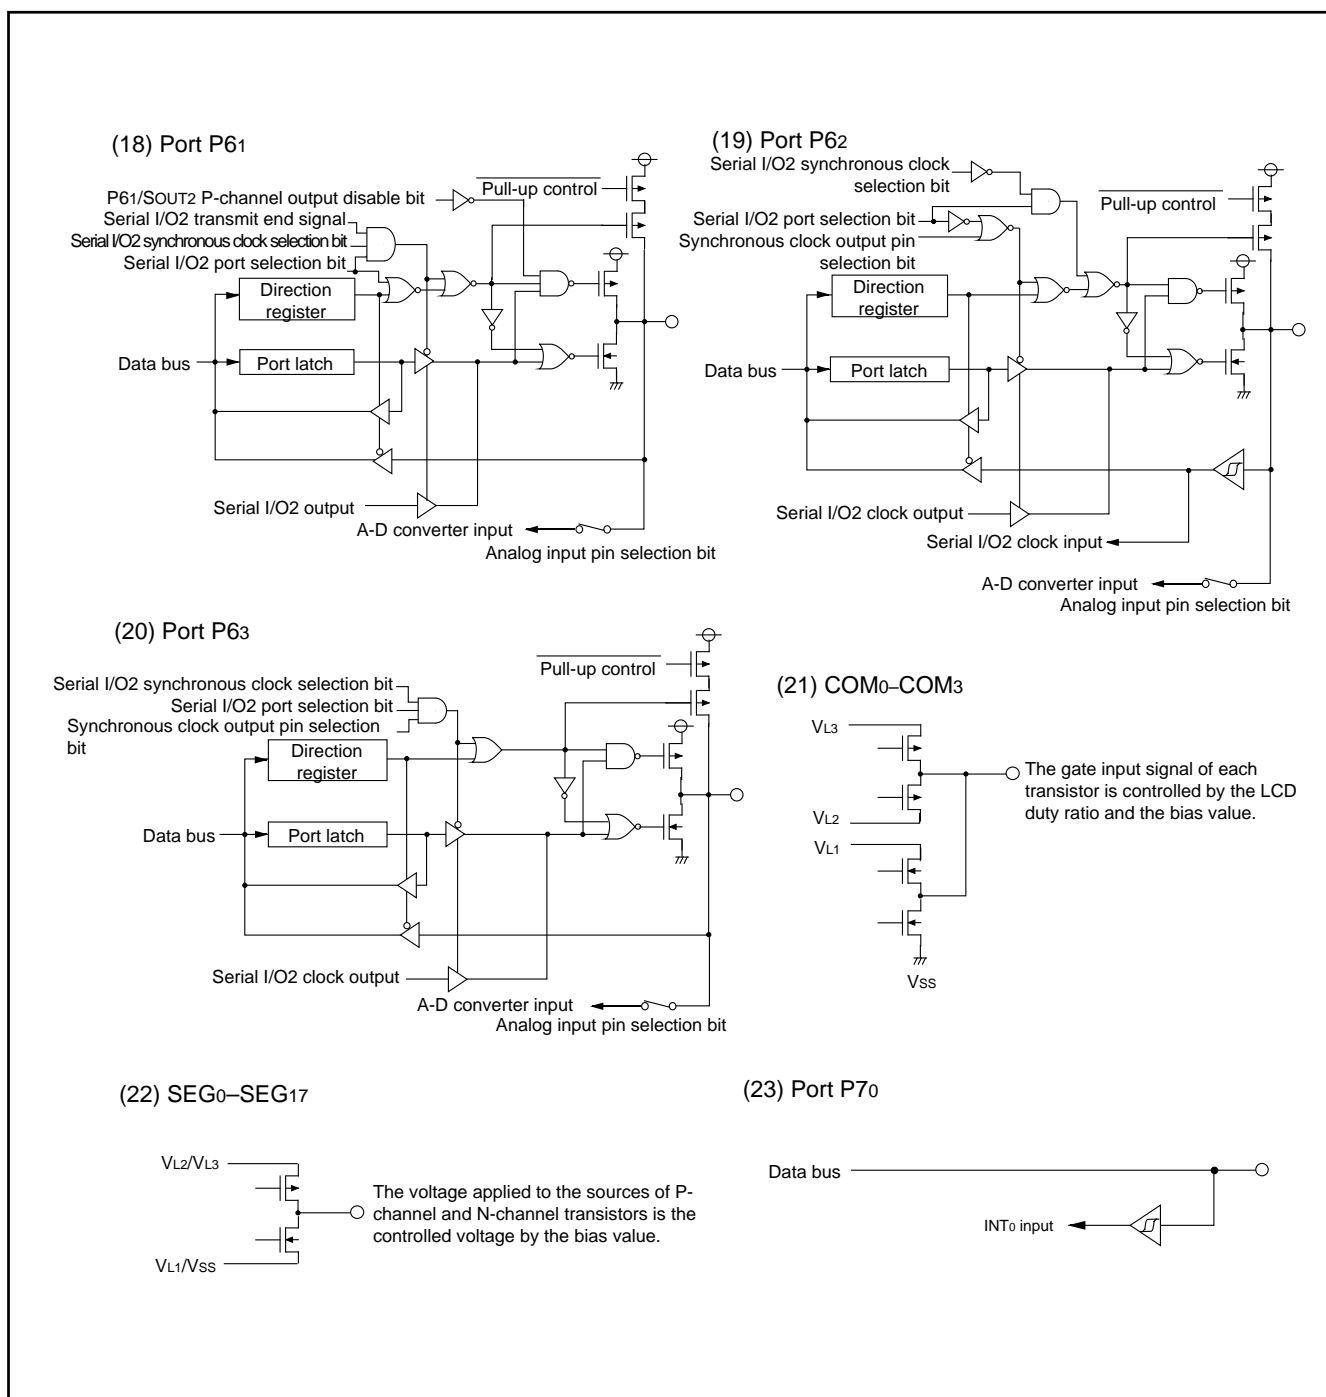 (18) Port P61
Pull-up control
P61/SOUT2 P-channel output disable bit
Serial I/O2 transmit end signal
Serial I/O2 synchronous clock selection bit
Serial I/O2 port selection bit
Direction
register
Data bus
Port latch
Serial I/O2 output
A-D converter input
Analog input pin selection bit
(19) Port P62
Serial I/O2 synchronous clock
selection bit
Pull-up control
Serial I/O2 port selection bit
Synchronous clock output pin
selection bit
Direction
register
Data bus
Port latch
Serial I/O2 clock output
Serial I/O2 clock input
A-D converter input
Analog input pin selection bit
(20) Port P63
Pull-up control
Serial I/O2 synchronous clock selection bit
Serial I/O2 port selection bit
Synchronous clock output pin selection
bit
Direction
register
Data bus
Port latch
Serial I/O2 clock output
A-D converter input
Analog input pin selection bit
(21) COM0–COM3
VL3
VL2
VL1
VSS
The gate input signal of each
transistor is controlled by the LCD
duty ratio and the bias value.
(22) SEG0–SEG17
VL2/VL3
VL1/VSS
The voltage applied to the sources of P-
channel and N-channel transistors is the
controlled voltage by the bias value.
(23) Port P70
Data bus
INT0 input